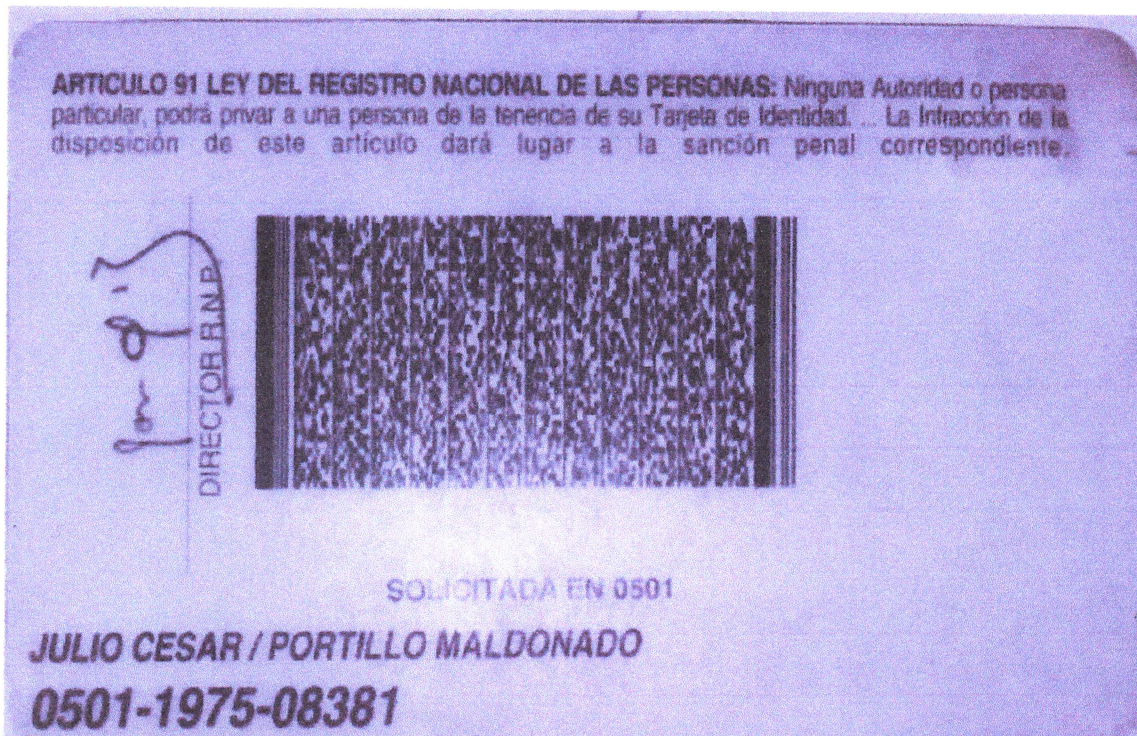 ARTICULO 91 LEY DEL REGISTRO NACIONAL DE LAS PERSONAS: Ninguna Autoridad o persona
particular, podrá privar a una persona de la tenencia de su Tarjeta de Identidad. ... La Infracción de la
disposición de este artículo dará lugar a la sanción penal correspondiente.
DIRECTOR R.N.P.
SOLICITADA EN 0501
JULIO CESAR / PORTILLO MALDONADO
0501-1975-08381